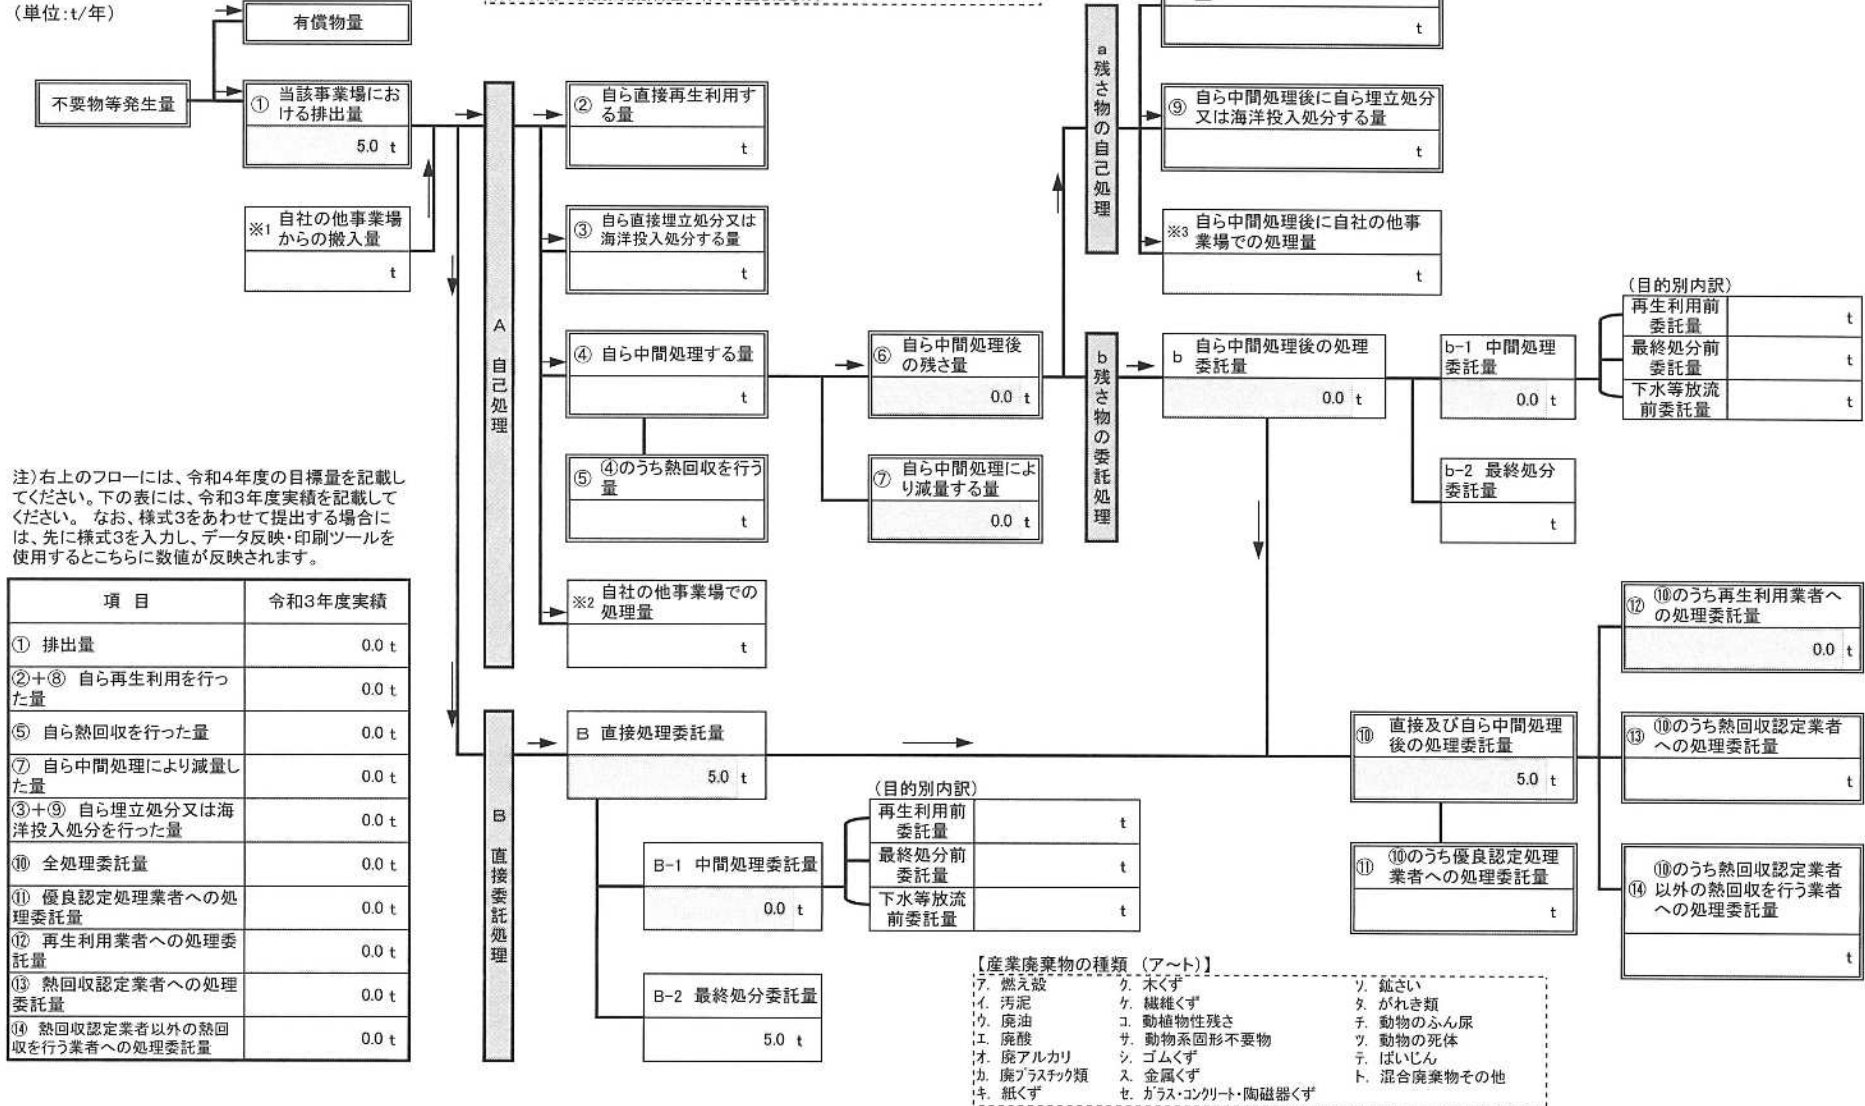 (単位:t/年)
有償物量
不要物等発生量
① 当該事業場にお
ける排出量
5.0 t
※1 自社の他事業場
からの搬入量
t
A 自己処理
② 自ら直接再生利用す
る量
t
③ 自ら直接埋立処分又は
海洋投入処分する量
t
④ 自ら中間処理する量
t
⑤ ④のうち熱回収を行う
量
t
※2 自社の他事業場での
処理量
t
⑥ 自ら中間処理後
の残さ量
0.0 t
⑦ 自ら中間処理によ
り減量する量
0.0 t
a 残さ物の自己処理
t
⑨ 自ら中間処理後に自ら埋立処分
又は海洋投入処分する量
t
※3 自ら中間処理後に自社の他事
業場での処理量
t
b 残さ物の委託処理
b 自ら中間処理後の処理
委託量
0.0 t
b-1 中間処理
委託量
0.0 t
(目的別内訳)
再生利用前
委託量 t
最終処分前
委託量 t
下水等放流
前委託量 t
b-2 最終処分
委託量
t
注)右上のフローには、令和4年度の目標量を記載し
てください。下の表には、令和3年度実績を記載して
ください。 なお、様式3をあわせて提出する場合に
は、先に様式3を入力し、データ反映・印刷ツールを
使用するとこちらに数値が反映されます。
項 目 令和3年度実績
① 排出量 0.0 t
②+⑧ 自ら再生利用を行っ
た量 0.0 t
⑤ 自ら熱回収を行った量 0.0 t
⑦ 自ら中間処理により減量し
た量 0.0 t
③+⑨ 自ら埋立処分又は海
洋投入処分を行った量 0.0 t
⑩ 全処理委託量 0.0 t
⑪ 優良認定処理業者への処
理委託量 0.0 t
⑫ 再生利用業者への処理委
託量 0.0 t
⑬ 熱回収認定業者への処理
委託量 0.0 t
⑭ 熱回収認定業者以外の熱回
収を行う業者への処理委託量 0.0 t
B 直接委託処理
B 直接処理委託量
5.0 t
B-1 中間処理委託量
0.0 t
(目的別内訳)
再生利用前
委託量 t
最終処分前
委託量 t
下水等放流
前委託量 t
B-2 最終処分委託量
5.0 t
⑩ 直接及び自ら中間処理
後の処理委託量
5.0 t
⑪ ⑩のうち優良認定処理
業者への処理委託量
t
⑫ ⑩のうち再生利用業者へ
の処理委託量
0.0 t
⑬ ⑩のうち熱回収認定業者
への処理委託量
t
⑭ ⑩のうち熱回収認定業者
以外の熱回収を行う業者
への処理委託量
t
【産業廃棄物の種類 (ア~ト)】
ア. 燃え殻 ク. 木くず ソ. 鉱さい
イ. 汚泥 ケ. 繊維くず タ. がれき類
ウ. 廃油 コ. 動植物性残さ チ. 動物のふん尿
エ. 廃酸 サ. 動物系固形不要物 ツ. 動物の死体
オ. 廃アルカリ シ. ゴムくず テ. ばいじん
カ. 廃プラスチック類 ス. 金属くず ト. 混合廃棄物その他
キ. 紙くず セ. ガラス・コンクリート・陶磁器くず